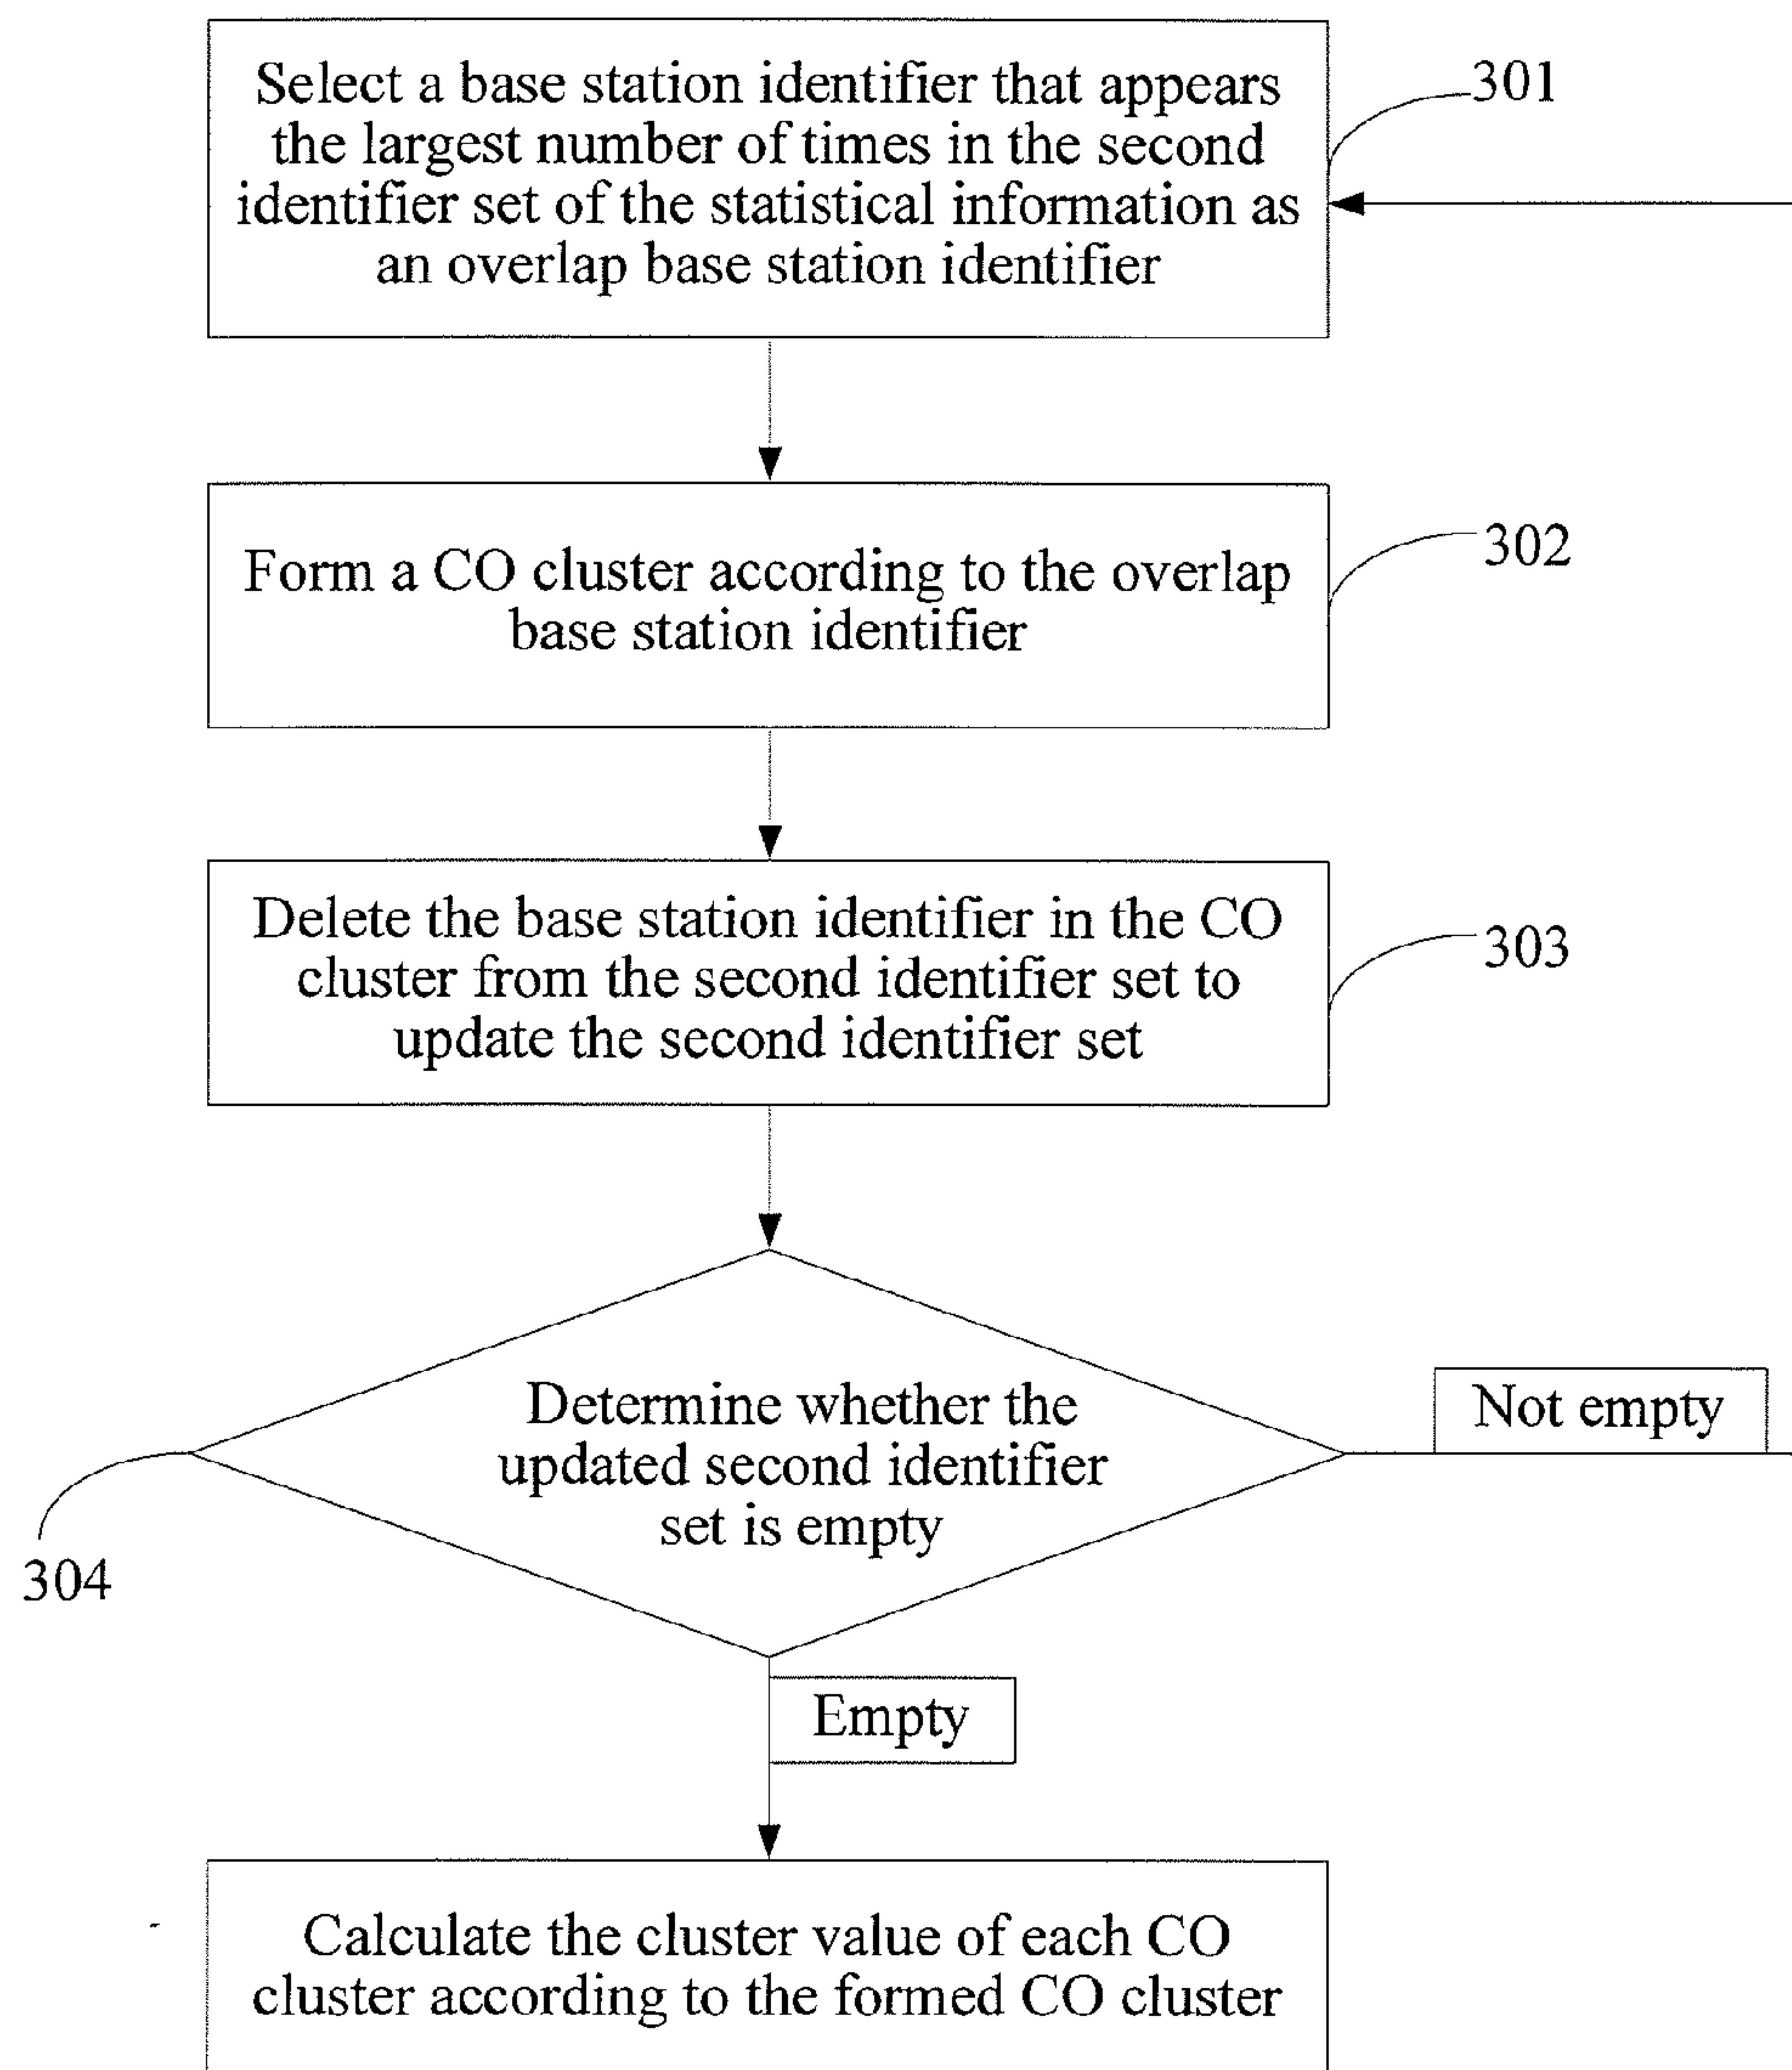 Select a base station identifier that appears
the largest number of times in the second
identifier set of the statistical information as
an overlap base station identifier
301
Form a CO cluster according to the overlap
base station identifier
302
Delete the base station identifier in the CO
cluster from the second identifier set to
update the second identifier set
303
Determine whether the
updated second identifier
set is empty
Not empty
304
Empty
Calculate the cluster value of each CO
cluster according to the formed CO cluster